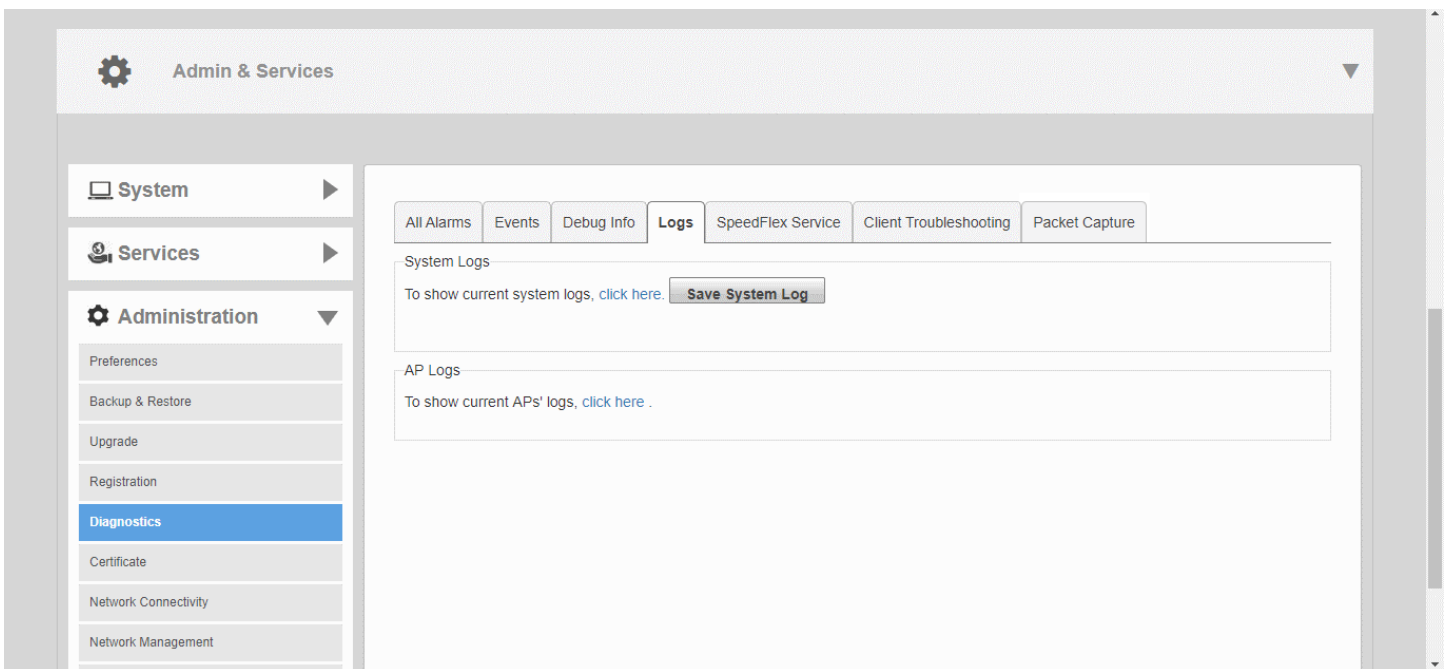 Admin & Services
System
Services
Administration
Preferences
Backup & Restore
Upgrade
Registration
Diagnostics
Certificate
Network Connectivity
Network Management
All Alarms Events Debug Info Logs SpeedFlex Service Client Troubleshooting Packet Capture
System Logs
To show current system logs, click here. Save System Log
AP Logs
To show current APs' logs, click here .